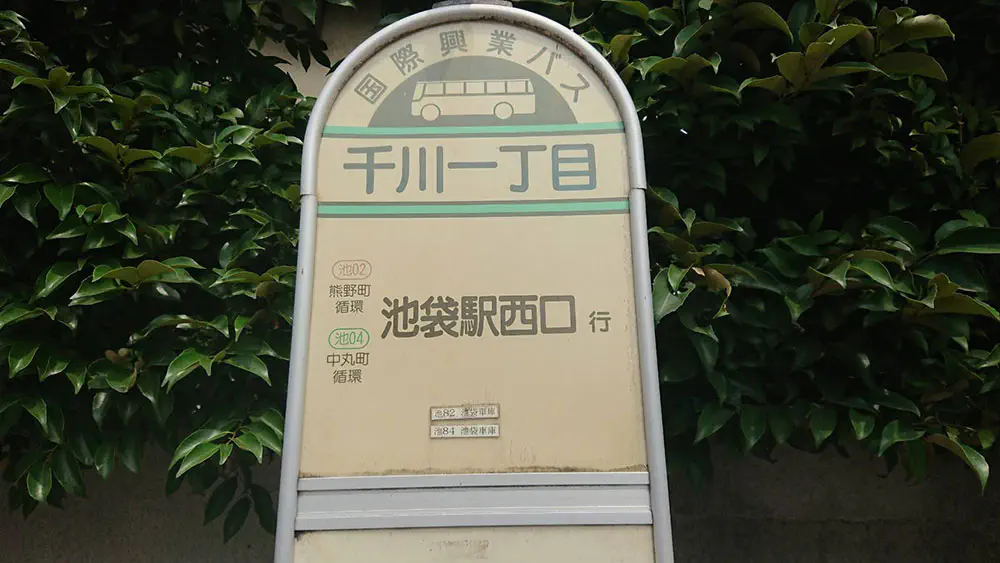 国際興業バス
千川一丁目
池02
熊野町
循環
池袋駅西口 行
池04
中丸町
循環
池82 池袋車庫
池84 池袋車庫